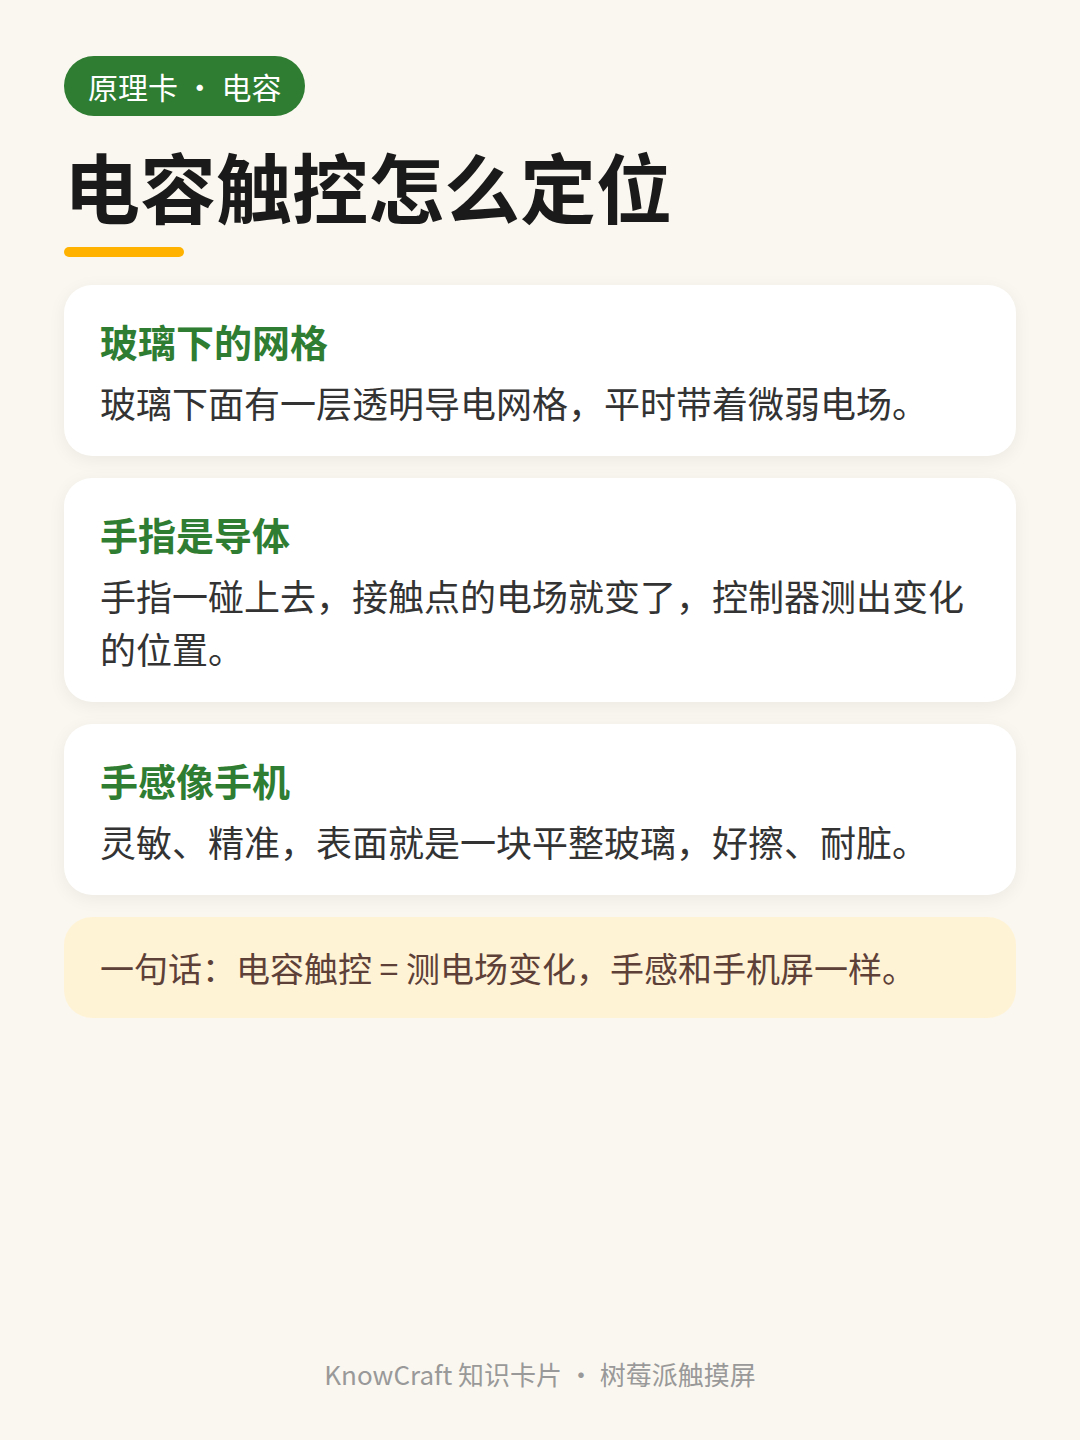 原理卡 · 电容
电容触控怎么定位
玻璃下的网格
玻璃下面有一层透明导电网格，平时带着微弱电场。
手指是导体
手指一碰上去，接触点的电场就变了，控制器测出变化
的位置。
手感像手机
灵敏、精准，表面就是一块平整玻璃，好擦、耐脏。
一句话：电容触控 = 测电场变化，手感和手机屏一样。
KnowCraft 知识卡片 · 树莓派触摸屏